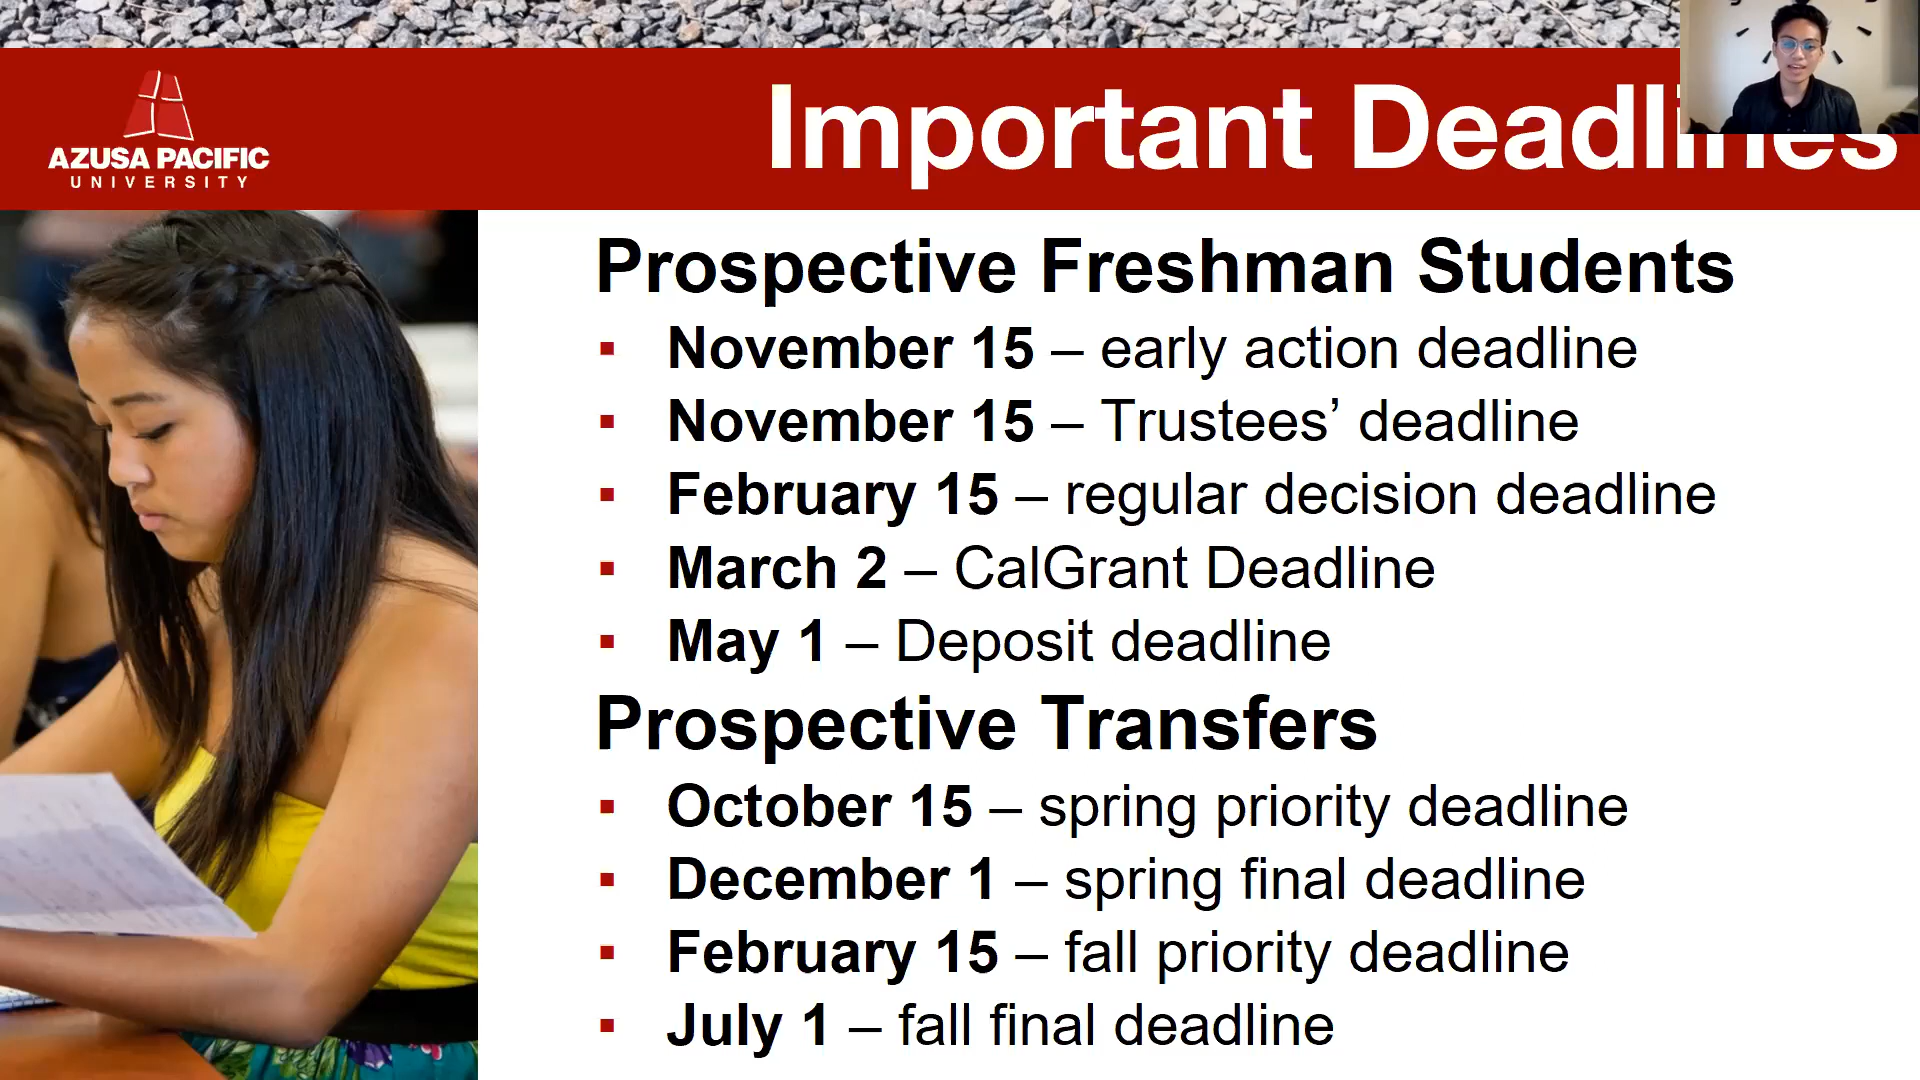 AZUSA PACIFIC
UNIVERSITY
Important Deadlines
Prospective Freshman Students
▪ November 15 – early action deadline
▪ November 15 – Trustees’ deadline
▪ February 15 – regular decision deadline
▪ March 2 – CalGrant Deadline
▪ May 1 – Deposit deadline
Prospective Transfers
▪ October 15 – spring priority deadline
▪ December 1 – spring final deadline
▪ February 15 – fall priority deadline
▪ July 1 – fall final deadline